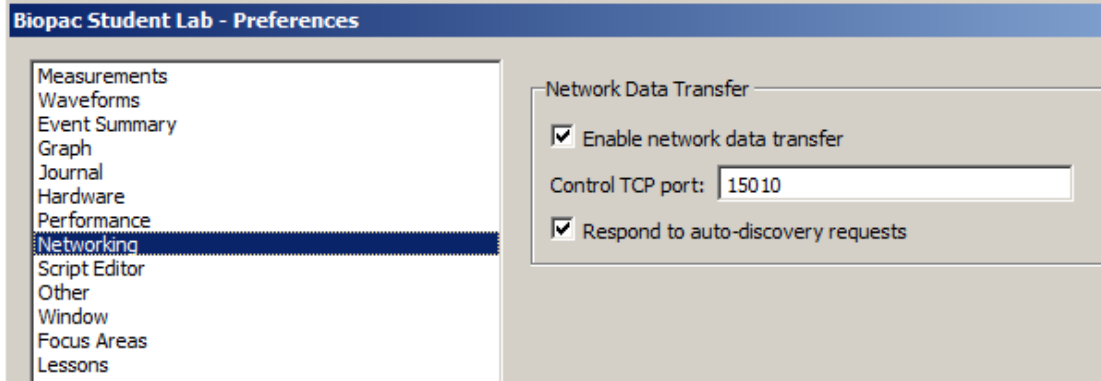 Biopac Student Lab - Preferences
Measurements
Waveforms
Event Summary
Graph
Journal
Hardware
Performance
Networking
Script Editor
Other
Window
Focus Areas
Lessons
Network Data Transfer
Enable network data transfer
Control TCP port: 15010
Respond to auto-discovery requests